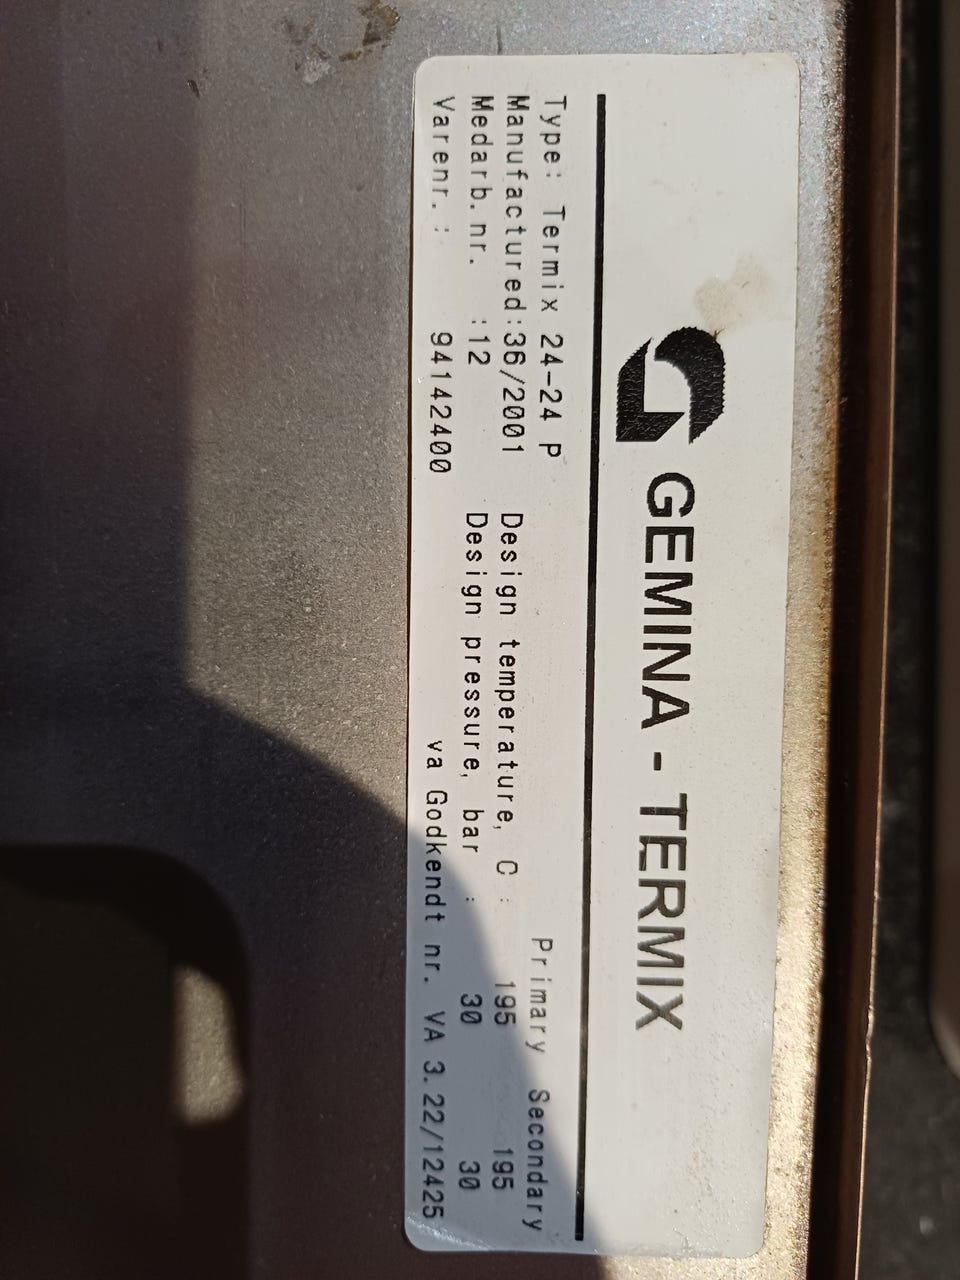 GEMINA - TERMIX
Type: Termix 24-24 P Primary Secondary
Manufactured:36/2001 Design temperature, C : 195 195
Medarb.nr. :12 Design pressure, bar : 30 30
Varenr. : 94142400 va Godkendt nr. VA 3.22/12425